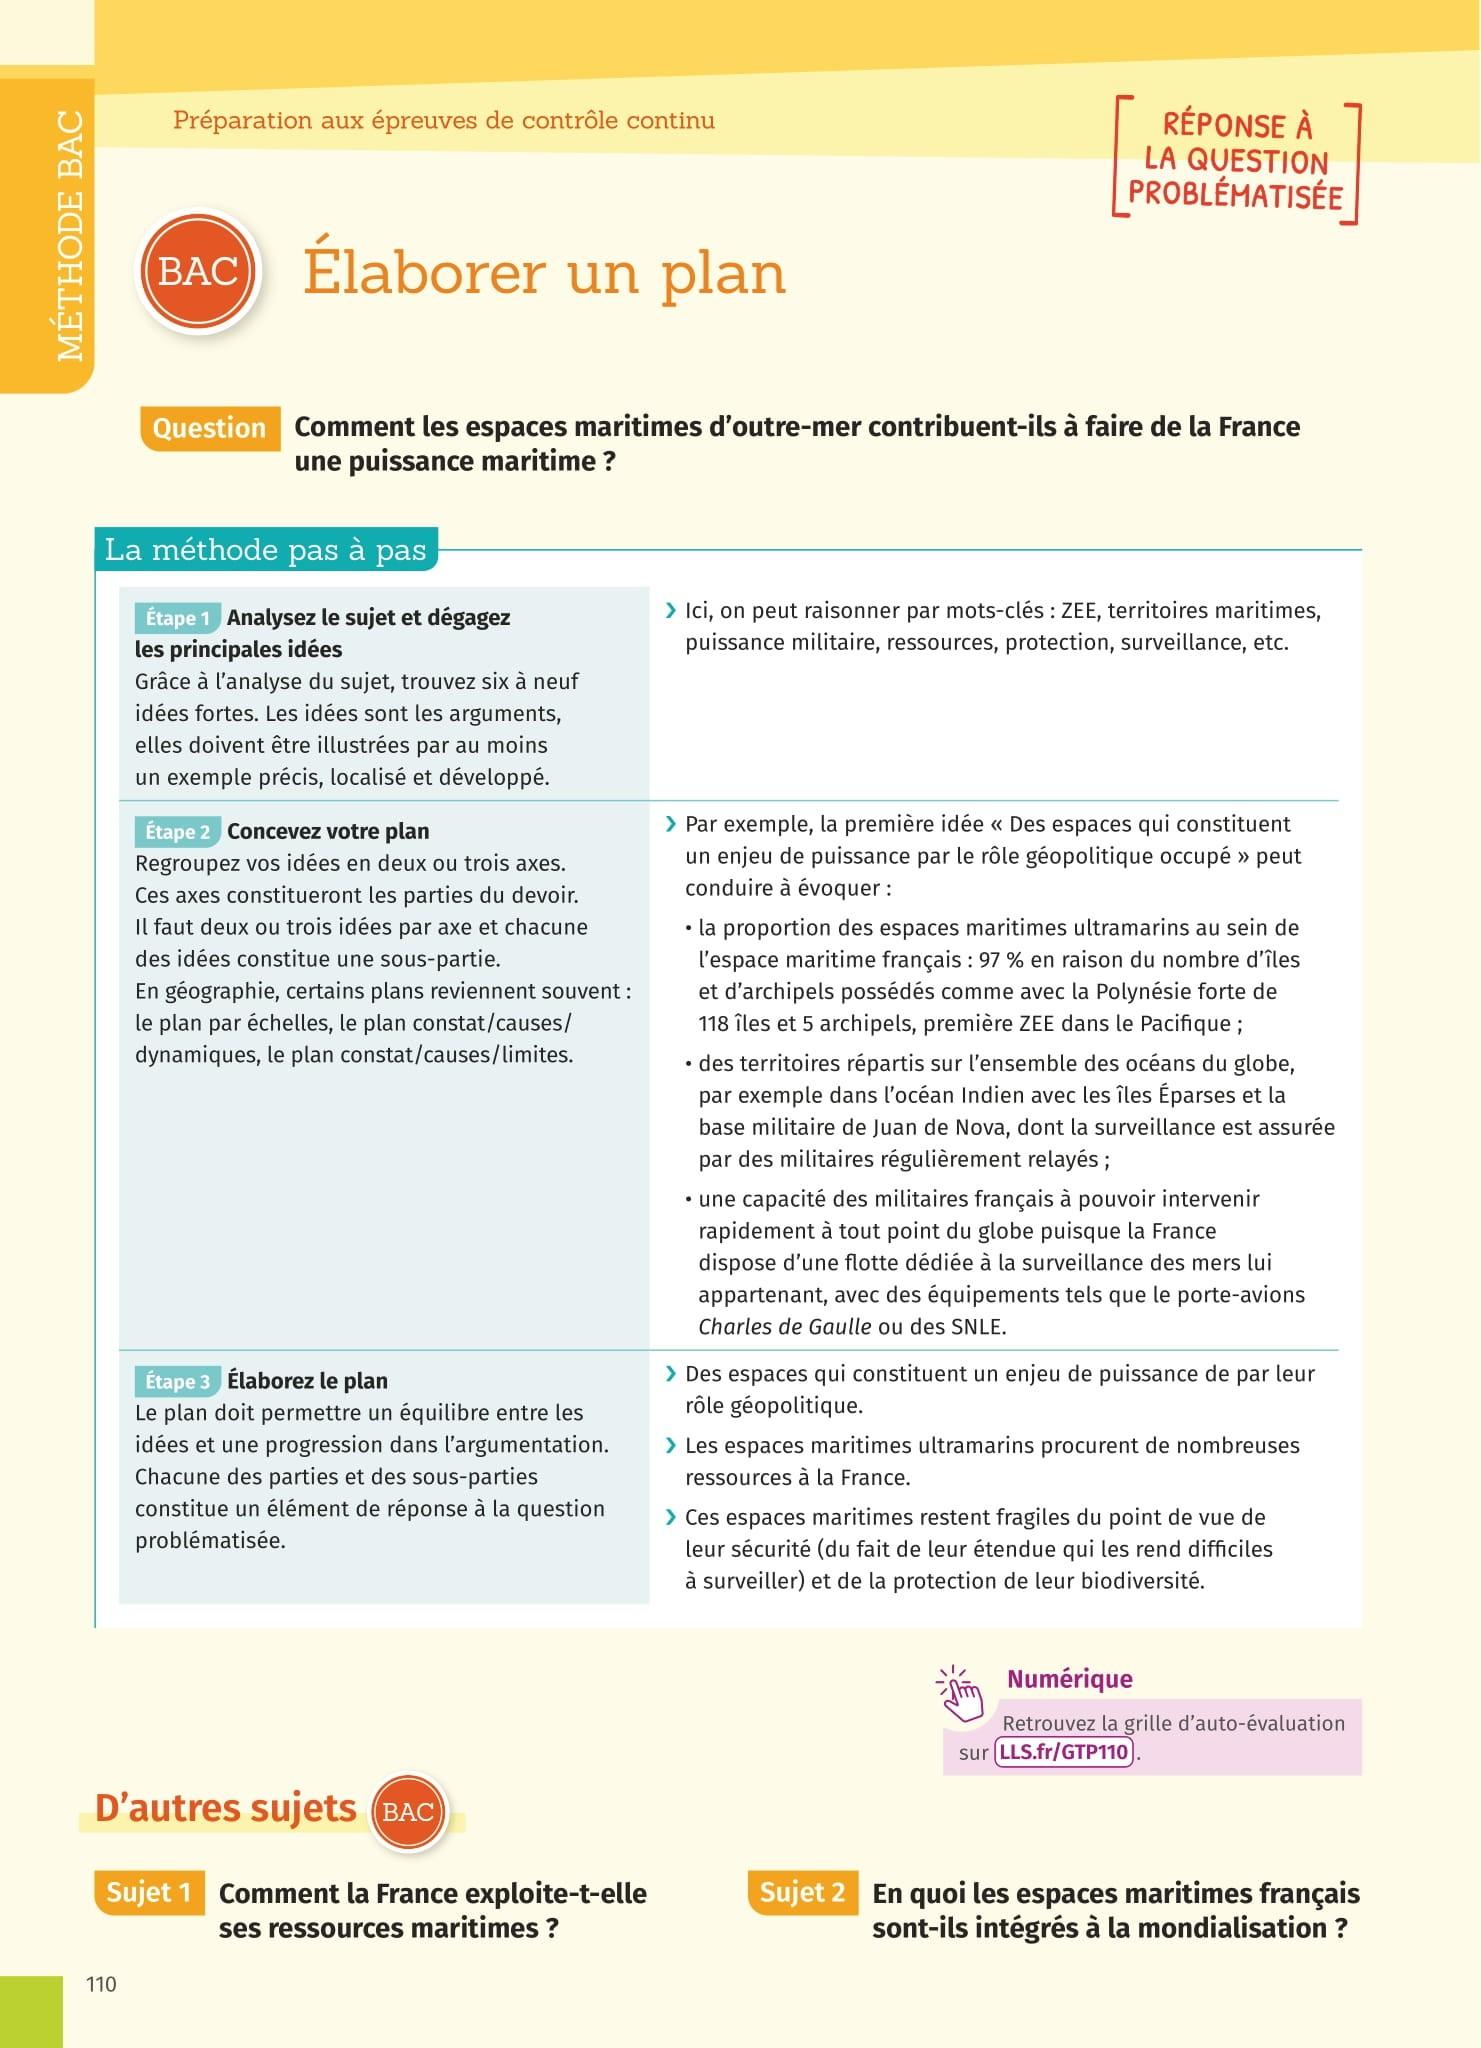 MÉTHODE BAC
Préparation aux épreuves de contrôle continu
RÉPONSE À
LA QUESTION
PROBLÉMATISÉE
BAC
Élaborer un plan
Question
Comment les espaces maritimes d’outre-mer contribuent-ils à faire de la France
une puissance maritime ?
La méthode pas à pas
Étape 1 Analysez le sujet et dégagez
les principales idées
Grâce à l’analyse du sujet, trouvez six à neuf
idées fortes. Les idées sont les arguments,
elles doivent être illustrées par au moins
un exemple précis, localisé et développé.
› Ici, on peut raisonner par mots-clés : ZEE, territoires maritimes,
puissance militaire, ressources, protection, surveillance, etc.
Étape 2 Concevez votre plan
Regroupez vos idées en deux ou trois axes.
Ces axes constitueront les parties du devoir.
Il faut deux ou trois idées par axe et chacune
des idées constitue une sous-partie.
En géographie, certains plans reviennent souvent :
le plan par échelles, le plan constat/causes/
dynamiques, le plan constat/causes/limites.
› Par exemple, la première idée « Des espaces qui constituent
un enjeu de puissance par le rôle géopolitique occupé » peut
conduire à évoquer :
• la proportion des espaces maritimes ultramarins au sein de
l’espace maritime français : 97 % en raison du nombre d’îles
et d’archipels possédés comme avec la Polynésie forte de
118 îles et 5 archipels, première ZEE dans le Pacifique ;
• des territoires répartis sur l’ensemble des océans du globe,
par exemple dans l’océan Indien avec les îles Éparses et la
base militaire de Juan de Nova, dont la surveillance est assurée
par des militaires régulièrement relayés ;
• une capacité des militaires français à pouvoir intervenir
rapidement à tout point du globe puisque la France
dispose d’une flotte dédiée à la surveillance des mers lui
appartenant, avec des équipements tels que le porte-avions
Charles de Gaulle ou des SNLE.
Étape 3 Élaborez le plan
Le plan doit permettre un équilibre entre les
idées et une progression dans l’argumentation.
Chacune des parties et des sous-parties
constitue un élément de réponse à la question
problématisée.
› Des espaces qui constituent un enjeu de puissance de par leur
rôle géopolitique.
› Les espaces maritimes ultramarins procurent de nombreuses
ressources à la France.
› Ces espaces maritimes restent fragiles du point de vue de
leur sécurité (du fait de leur étendue qui les rend difficiles
à surveiller) et de la protection de leur biodiversité.
Numérique
Retrouvez la grille d’auto-évaluation
sur LLS.fr/GTP110 .
D’autres sujets BAC
Sujet 1 Comment la France exploite-t-elle
ses ressources maritimes ?
Sujet 2 En quoi les espaces maritimes français
sont-ils intégrés à la mondialisation ?
110